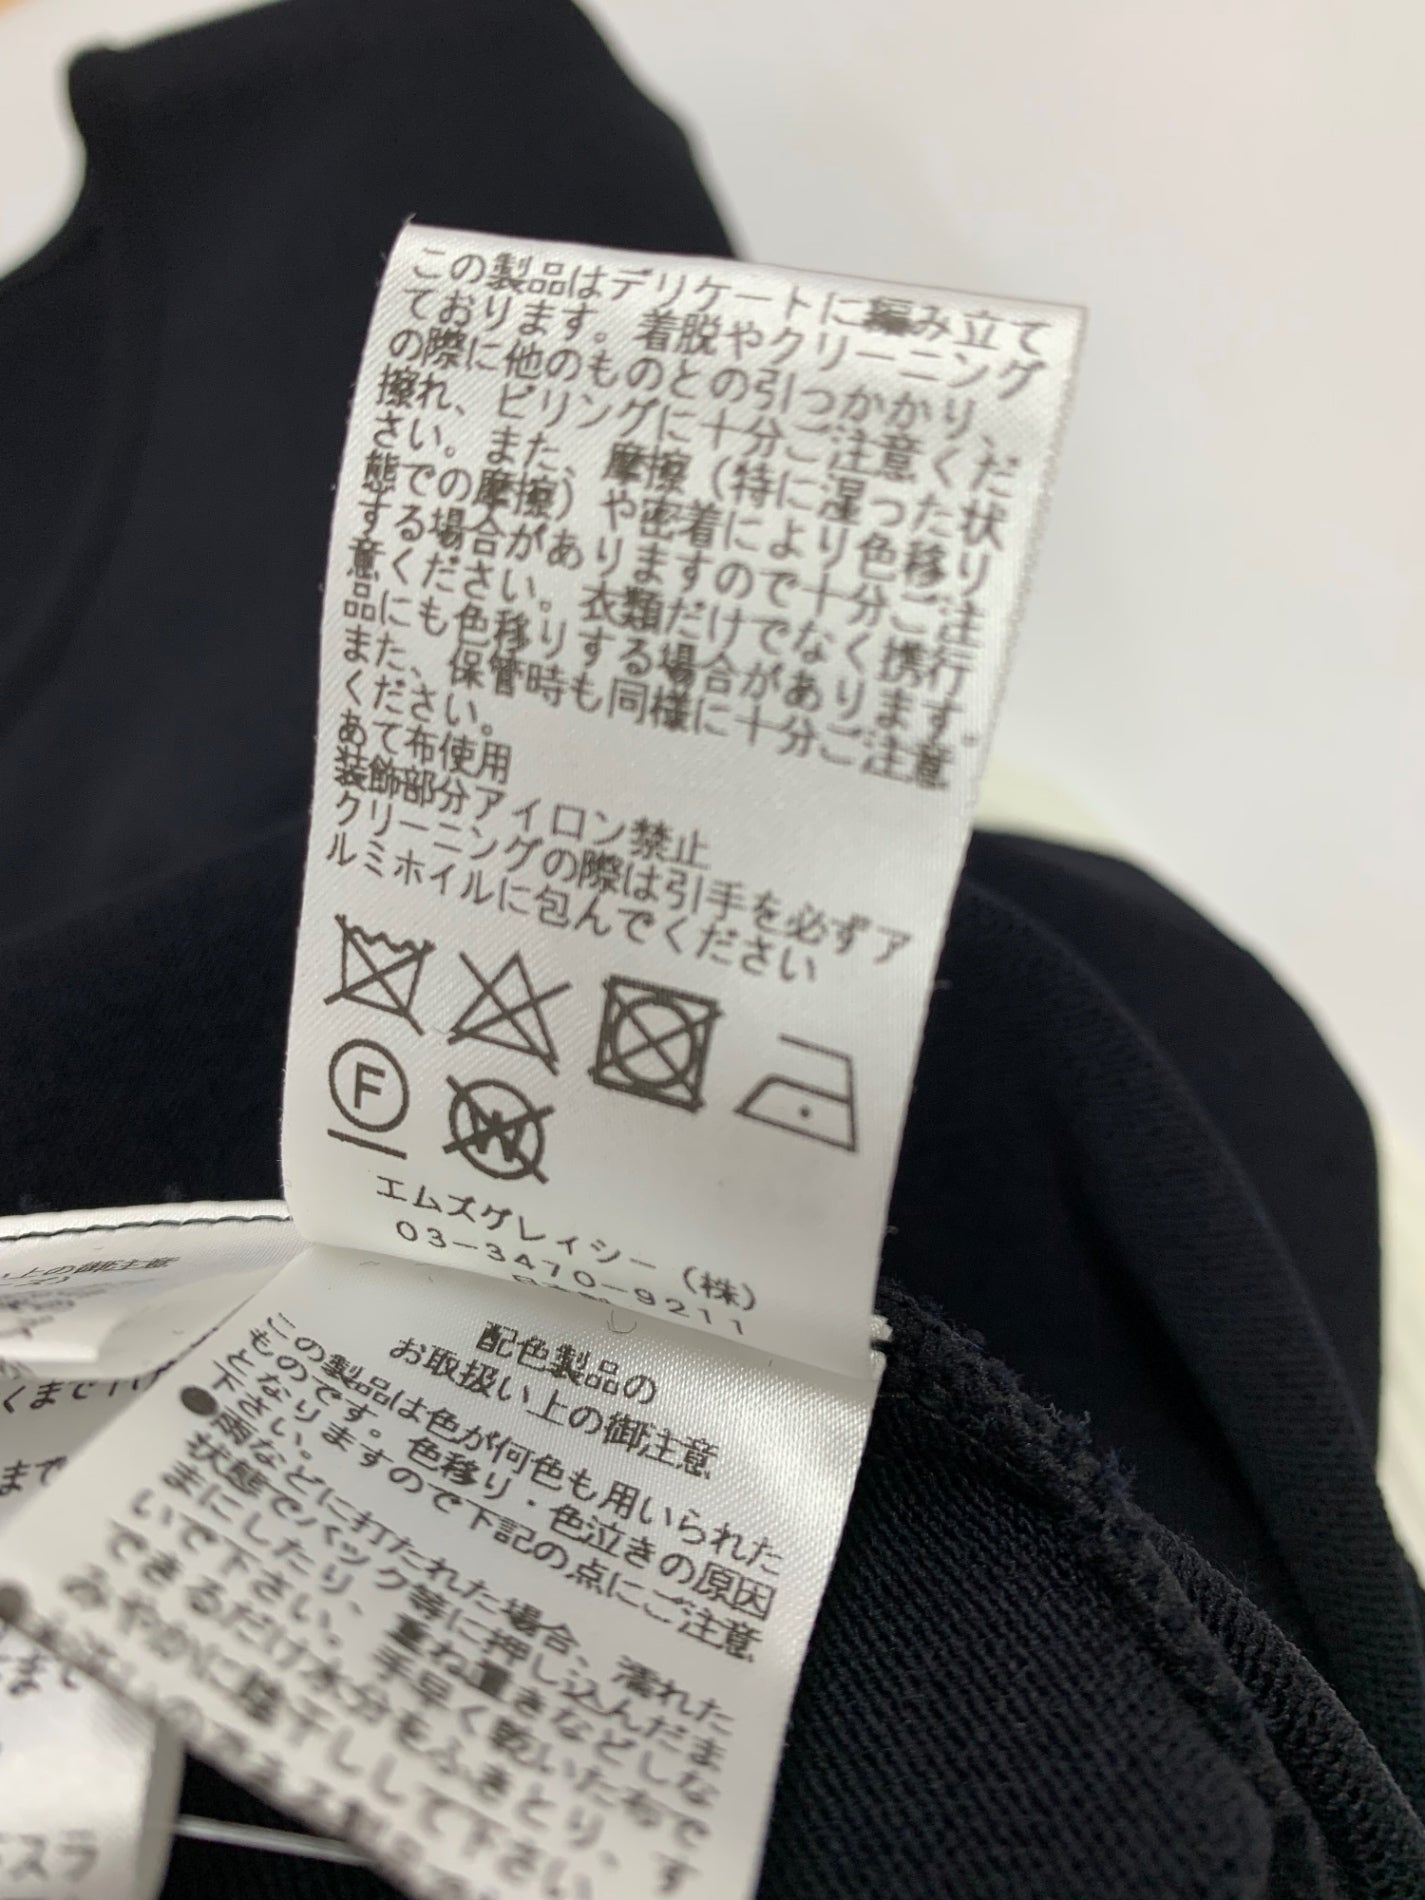 この製品はデリケートに編み立て
ております。着脱やクリーニング
の際に他のものとの引っかかり、
擦れ、ピリングに十分ご注意くだ
さい。また、摩擦（特に湿った状
態での摩擦）や密着により色移り
する場合がありますので十分ご注
意ください。衣類だけでなく携行
品にも色移りする場合があります。
また、保管時も同様に十分ご注意
ください。
あて布使用
装飾部分アイロン禁止
クリーニングの際は引手を必ずア
ルミホイルに包んでください
F
W
エムズグレィシー（株）
03-3470-9211
配色製品の
お取扱い上の御注意
この製品は色が何色も用いられた
ものです。色移り・色泣きの原因
となりますので下記の点にご注意
下さい。
●雨などに打たれた場合、濡れた
状態でバック等に押し込んだま
まにしたり、重ね置きなどしな
いで下さい。手早く乾いた布で
できるだけ水分をふきとり、す
みやかに陰干しして下さい
上の御注意
くまで
まで
スラ